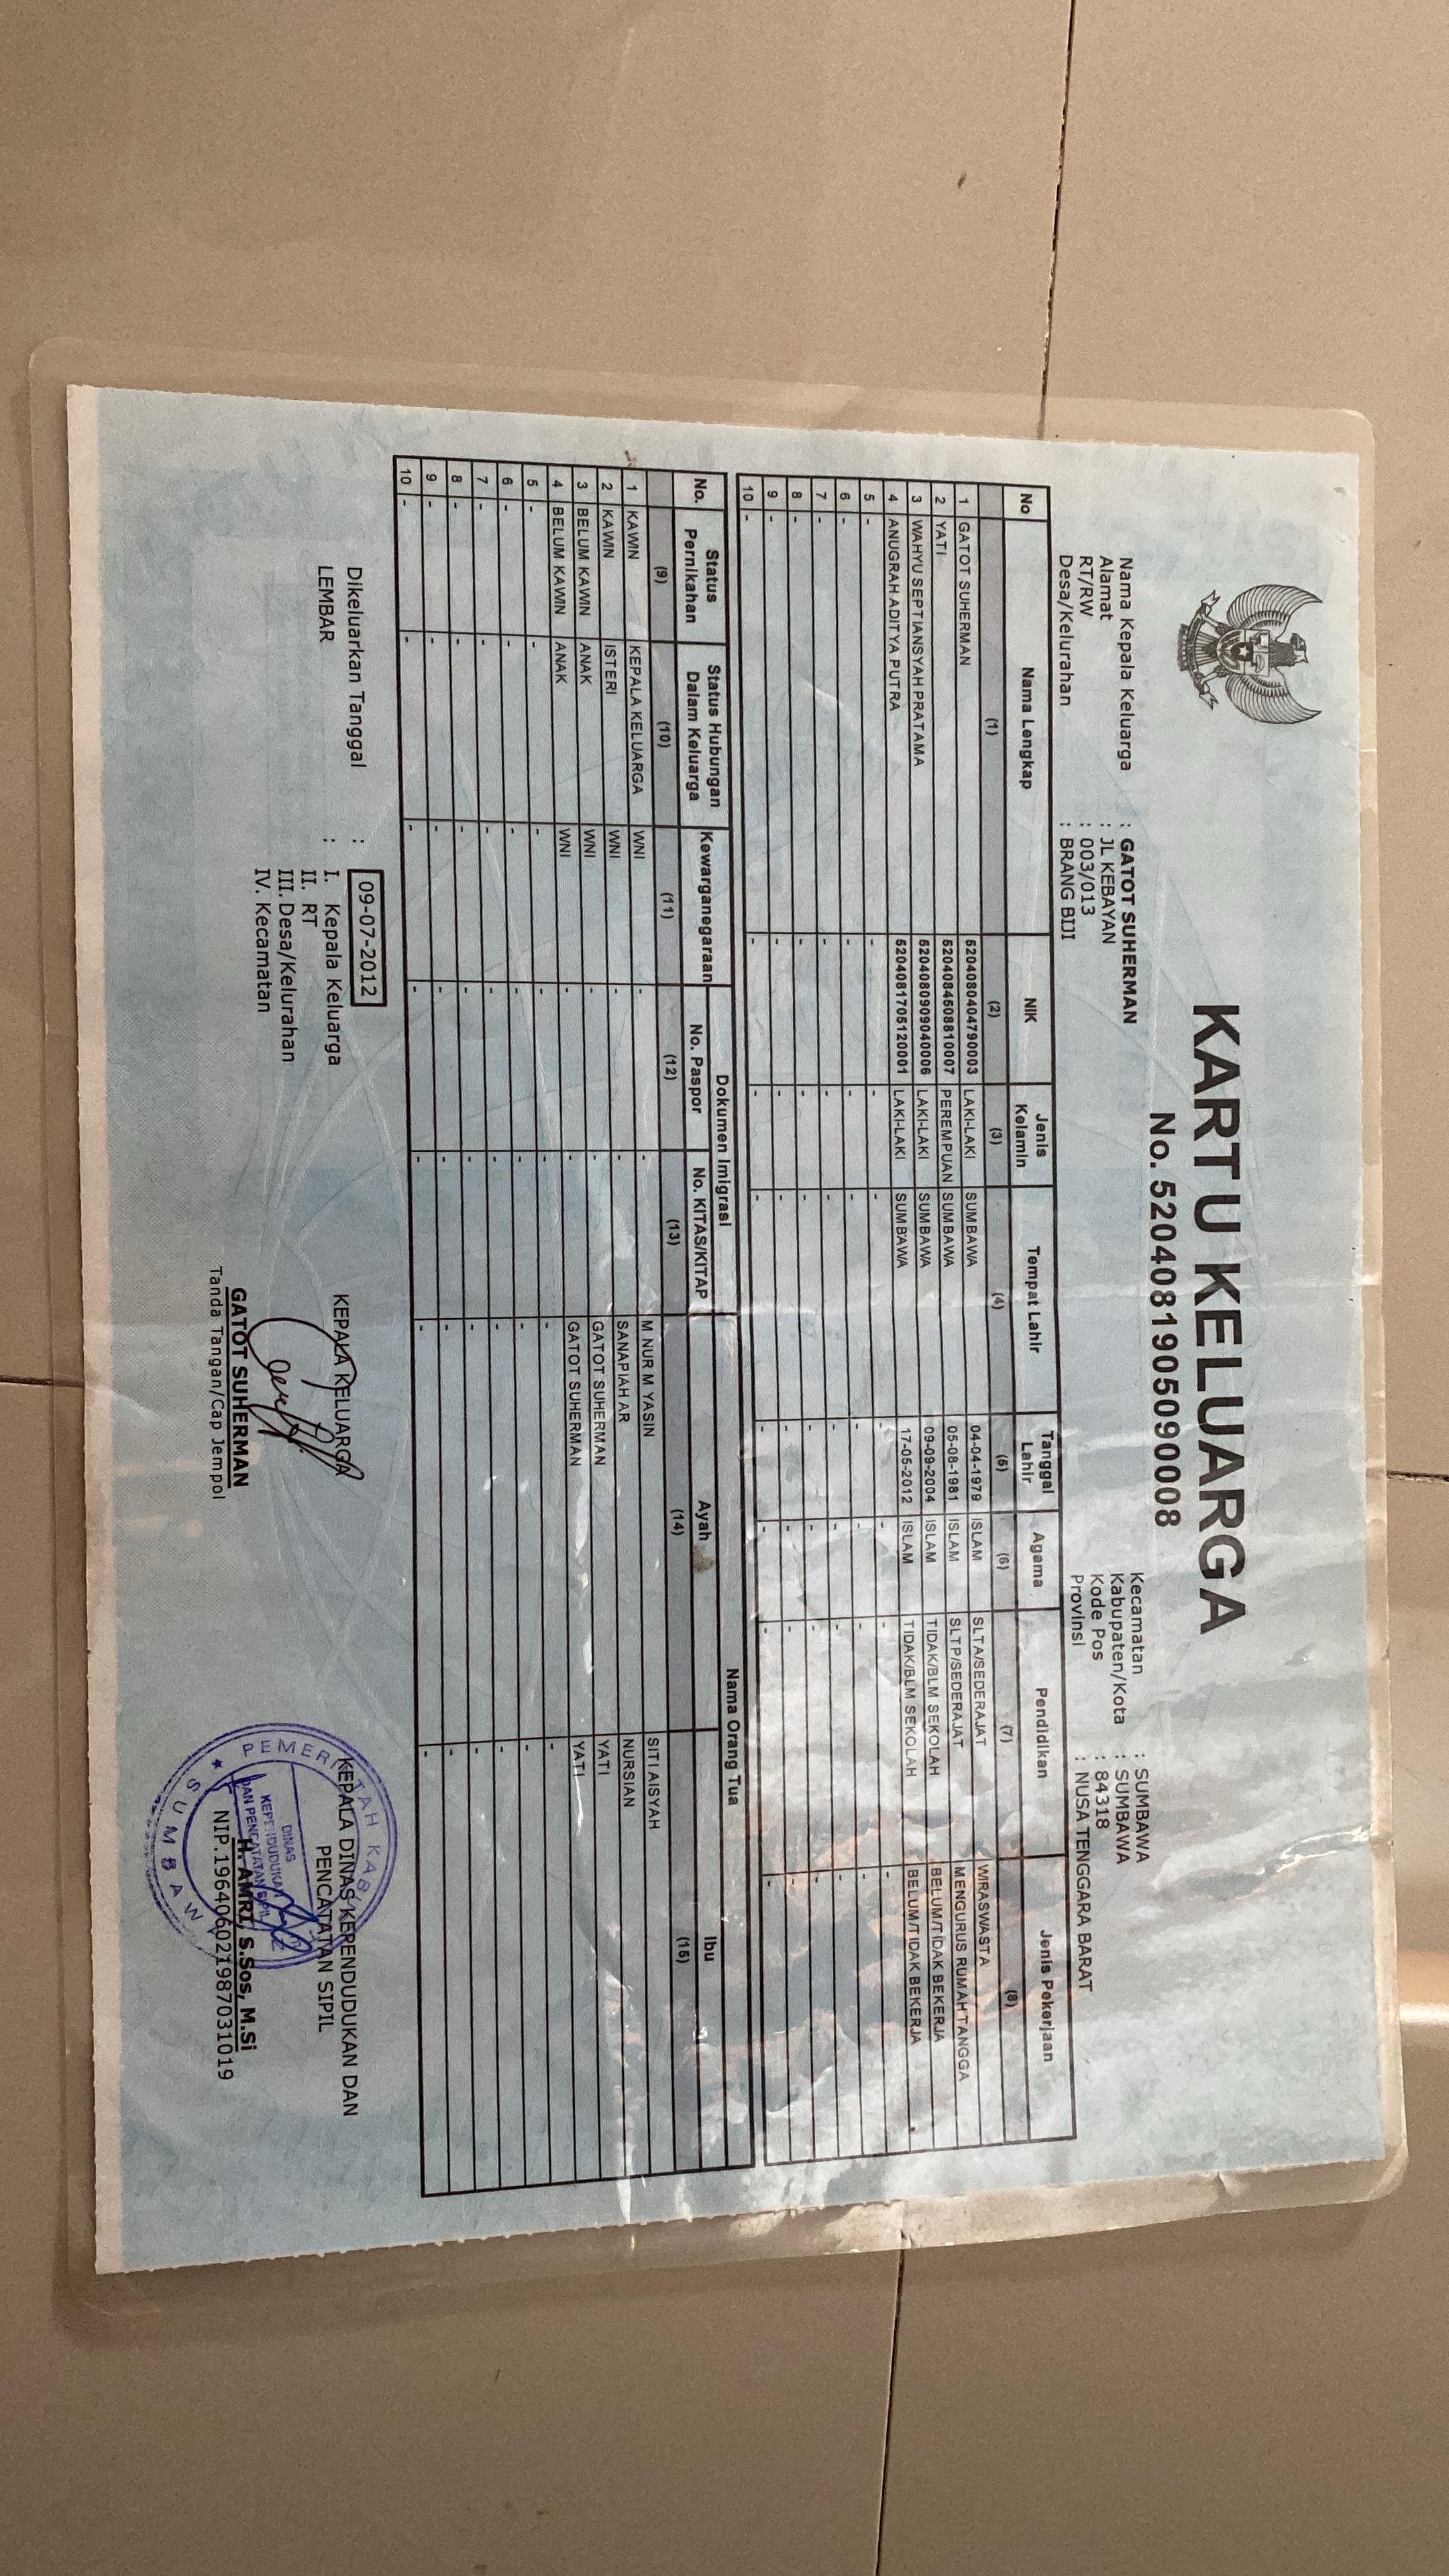 KARTU KELUARGA
No. 5204081905090008
Nama Kepala Keluarga : GATOT SUHERMAN
Alamat : JL KEBAYAN
RT/RW : 003/013
Desa/Kelurahan : BRANG BIJI
Kecamatan : SUMBAWA
Kabupaten/Kota : SUMBAWA
Kode Pos : 84318
Provinsi : NUSA TENGGARA BARAT
No Nama Lengkap NIK Jenis Kelamin Tempat Lahir Tanggal Lahir Agama Pendidikan Jenis Pekerjaan
(1) (2) (3) (4) (5) (6) (7) (8)
1 GATOT SUHERMAN 5204080404790003 LAKI-LAKI SUMBAWA 04-04-1979 ISLAM SLTA/SEDERAJAT WIRASWASTA
2 YATI 5204084508810007 PEREMPUAN SUMBAWA 05-08-1981 ISLAM SLTP/SEDERAJAT MENGURUS RUMAH TANGGA
3 WAHYU SEPTIANSYAH PRATAMA 5204080909040006 LAKI-LAKI SUMBAWA 09-09-2004 ISLAM TIDAK/BLM SEKOLAH BELUM/TIDAK BEKERJA
4 ANUGRAH ADITYA PUTRA 5204081705120001 LAKI-LAKI SUMBAWA 17-05-2012 ISLAM TIDAK/BLM SEKOLAH BELUM/TIDAK BEKERJA
5 - - - - - - - -
6 - - - - - - - -
7 - - - - - - - -
8 - - - - - - - -
9 - - - - - - - -
10 - - - - - - - -
No. Status Pernikahan Status Hubungan Dalam Keluarga Kewarganegaraan Dokumen Imigrasi Nama Orang Tua
No. Paspor No. KITAS/KITAP Ayah Ibu
(9) (10) (11) (12) (13) (14) (15)
1 KAWIN KEPALA KELUARGA WNI - - M NUR M YASIN SITI AISYAH
2 KAWIN ISTERI WNI - - SANAPIAH AR NURSIAN
3 BELUM KAWIN ANAK WNI - - GATOT SUHERMAN YATI
4 BELUM KAWIN ANAK WNI - - GATOT SUHERMAN YATI
5 - - - - - - -
6 - - - - - - -
7 - - - - - - -
8 - - - - - - -
9 - - - - - - -
10 - - - - - - -
Dikeluarkan Tanggal : 09-07-2012
LEMBAR : I. Kepala Keluarga
II. RT
III. Desa/Kelurahan
IV. Kecamatan
KEPALA KELUARGA
GATOT SUHERMAN
Tanda Tangan/Cap Jempol
KEPALA DINAS KEPENDUDUKAN DAN
PENCATATAN SIPIL
PEMERINTAH KAB
DINAS
KEPENDUDUKAN
DAN PENCATATAN SIPIL
SUMBAWA
H. AMRI, S.Sos, M.Si
NIP.196406021987031019